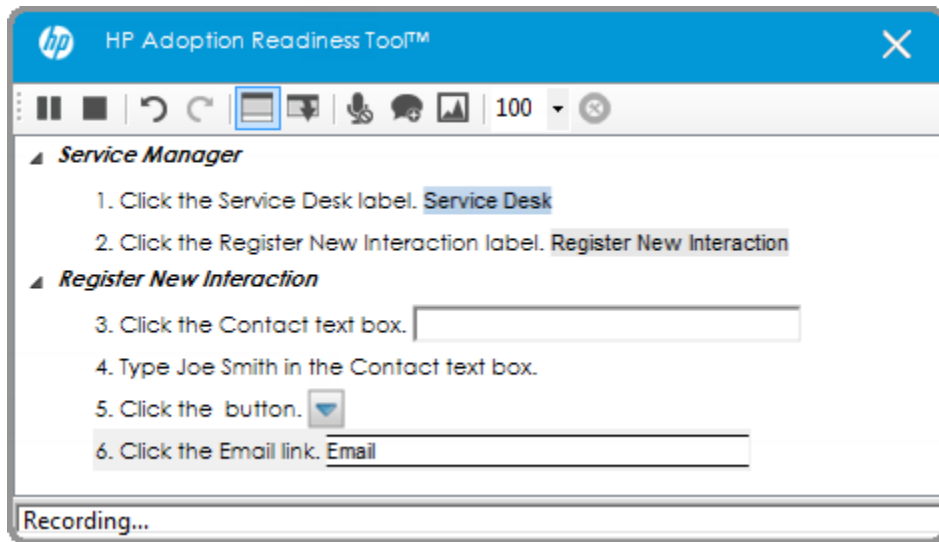 hp HP Adoption Readiness Tool™
100
Service Manager
1. Click the Service Desk label. Service Desk
2. Click the Register New Interaction label. Register New Interaction
Register New Interaction
3. Click the Contact text box.
4. Type Joe Smith in the Contact text box.
5. Click the  button.
6. Click the Email link. Email
Recording...